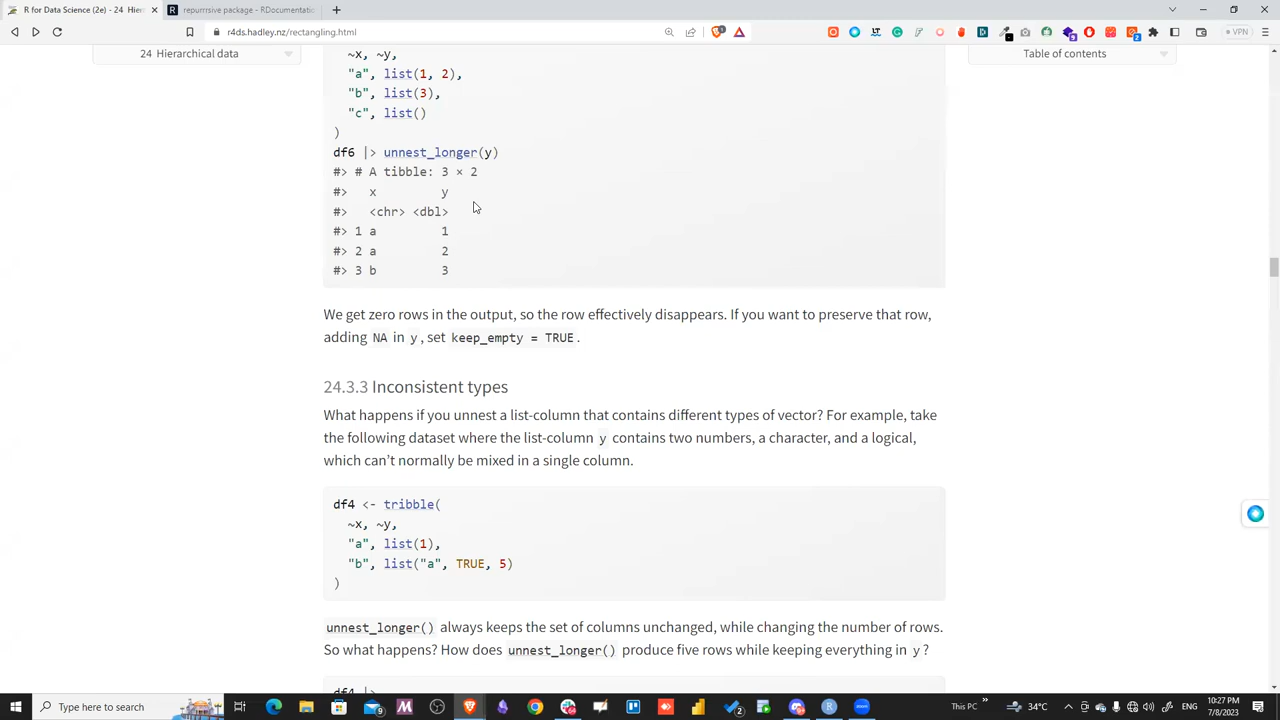 R for Data Science (2e) - 24 Hier
repurrrsive package - RDocumentatio
r4ds.hadley.nz/rectangling.html
VPN
24 Hierarchical data
Table of contents
~x, ~y,
"a", list(1, 2),
"b", list(3),
"c", list()
)
df6 |> unnest_longer(y)
#> # A tibble: 3 × 2
#> x y
#> <chr> <dbl>
#> 1 a 1
#> 2 a 2
#> 3 b 3
We get zero rows in the output, so the row effectively disappears. If you want to preserve that row,
adding NA in y , set keep_empty = TRUE .
24.3.3 Inconsistent types
What happens if you unnest a list-column that contains different types of vector? For example, take
the following dataset where the list-column y contains two numbers, a character, and a logical,
which can’t normally be mixed in a single column.
df4 <- tribble(
~x, ~y,
"a", list(1),
"b", list("a", TRUE, 5)
)
unnest_longer() always keeps the set of columns unchanged, while changing the number of rows.
So what happens? How does unnest_longer() produce five rows while keeping everything in y ?
df4 |>
Type here to search
This PC
34°C
10:27 PM
7/8/2023